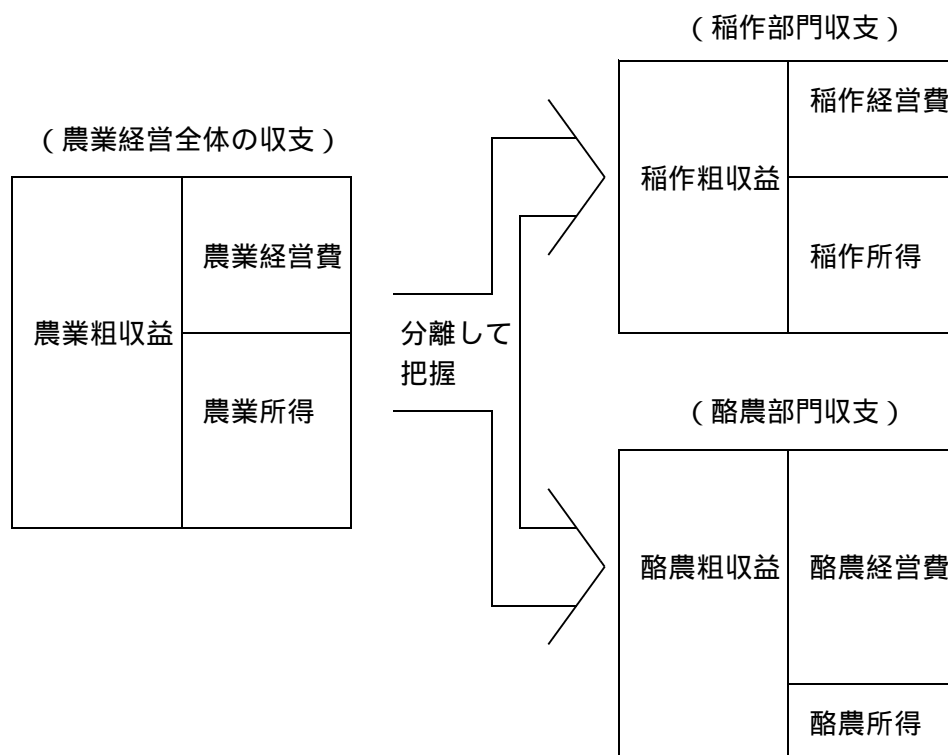 （農業経営全体の収支）
農業粗収益
農業経営費
農業所得
分離して
把握
（稲作部門収支）
稲作粗収益
稲作経営費
稲作所得
（酪農部門収支）
酪農粗収益
酪農経営費
酪農所得